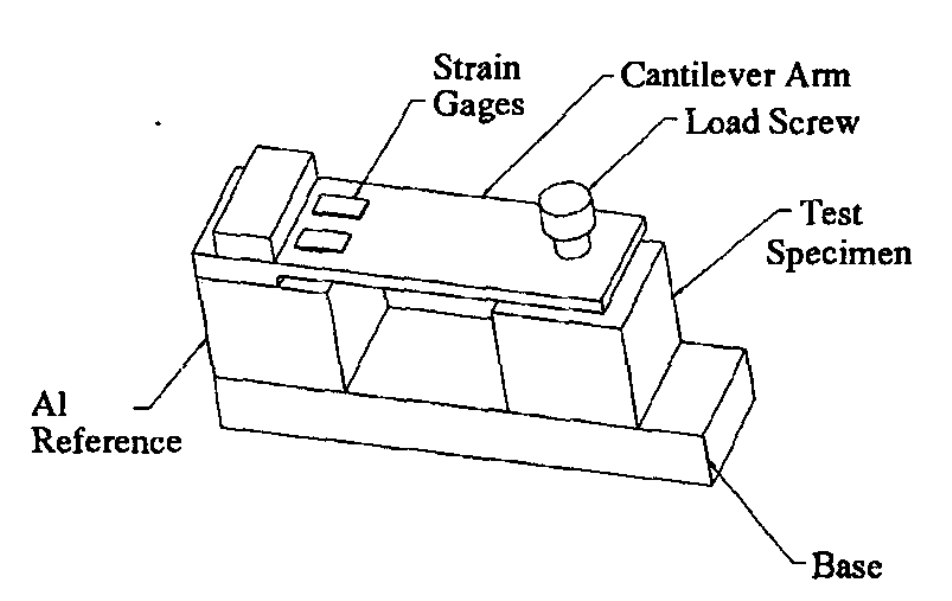 Strain
Gages
Cantilever Arm
Load Screw
Test
Specimen
Al
Reference
Base